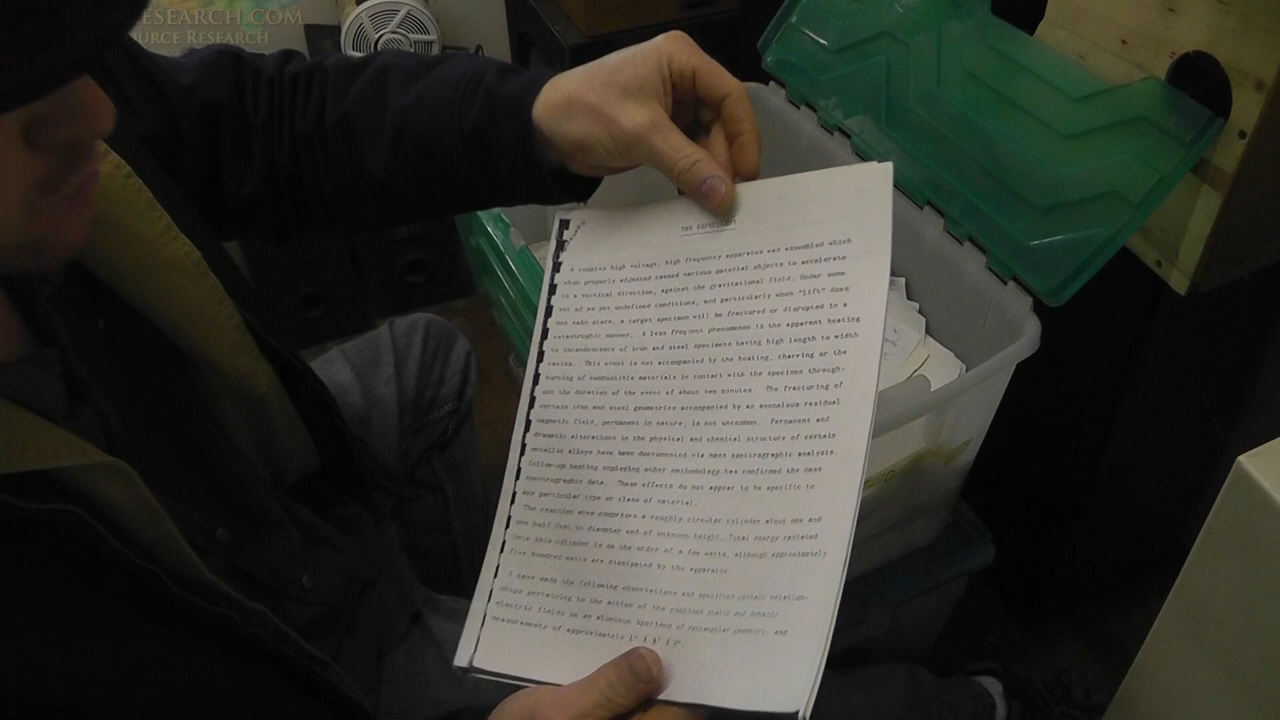 ESEARCH.COM
SOURCE RESEARCH
THE EXPERIMENT
A complex high voltage, high frequency apparatus was assembled which
when properly adjusted caused various material objects to accelerate
in a vertical direction, against the gravitational field. Under some
set of as yet undefined conditions, and particularly when "lift" does
not take place, a target specimen will be fractured or disrupted in a
catastrophic manner. A less frequent phenomenon is the apparent heating
to incandescence of iron and steel specimens having high length to width
ratios. This event is not accompanied by the heating, charring or the
burning of combustible materials in contact with the specimen through-
out the duration of the event of about two minutes. The fracturing of
certain iron and steel geometries accompanied by an anomalous residual
magnetic field, permanent in nature, is not uncommon. Permanent and
dramatic alterations in the physical and chemical structure of certain
metallic alloys have been documented via mass spectrographic analysis.
Follow-up testing employing other methodology has confirmed the mass
spectrographic data. These effects do not appear to be specific to
any particular type or class of material.
The reaction area comprises a roughly circular cylinder about one and
one half feet in diameter and of unknown height. Total energy radiated
into this cylinder is on the order of a few watts, although approximately
five hundred watts are dissipated by the apparatus.
I have made the following observations and specified certain relation-
ships pertaining to the action of the combined static and dynamic
electric fields on an aluminum specimen of rectangular geometry, and
measurements of approximately